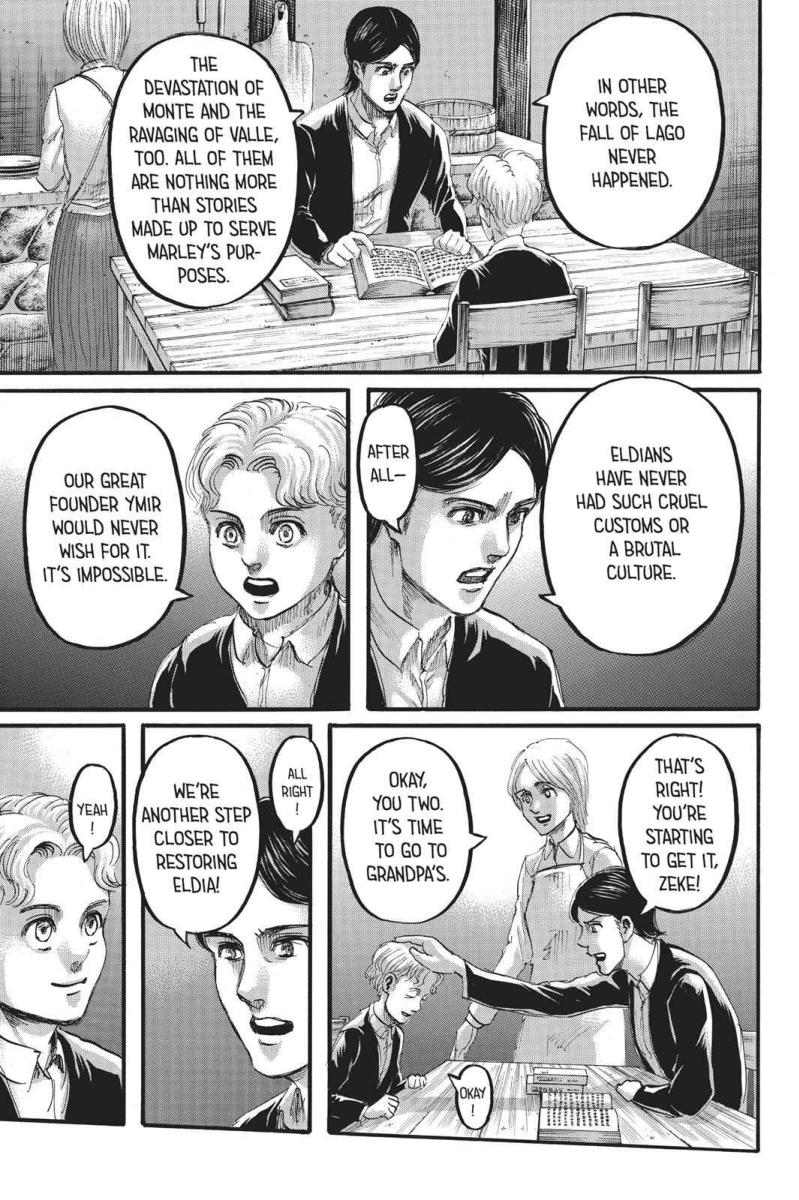 IN OTHER
WORDS, THE
FALL OF LAGO
NEVER
HAPPENED.
THE
DEVASTATION OF
MONTE AND THE
RAVAGING OF VALLE,
TOO. ALL OF THEM
ARE NOTHING MORE
THAN STORIES
MADE UP TO SERVE
MARLEY'S PUR-
POSES.
ELDIANS
HAVE NEVER
HAD SUCH CRUEL
CUSTOMS OR
A BRUTAL
CULTURE.
AFTER
ALL—
OUR GREAT
FOUNDER YMIR
WOULD NEVER
WISH FOR IT.
IT'S IMPOSSIBLE.
THAT'S
RIGHT!
YOU'RE
STARTING
TO GET IT,
ZEKE!
OKAY,
YOU TWO.
IT'S TIME
TO GO TO
GRANDPA'S.
OKAY
!
ALL
RIGHT
!
WE'RE
ANOTHER STEP
CLOSER TO
RESTORING
ELDIA!
YEAH
!